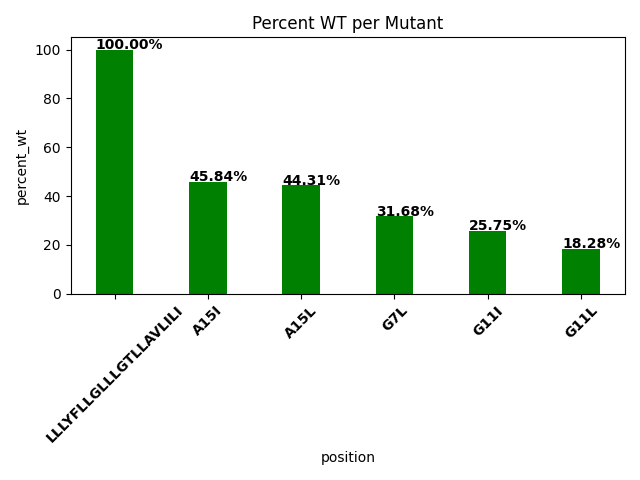 Percent WT per Mutant
percent_wt
100
80
60
40
20
0
100.00%
45.84%
44.31%
31.68%
25.75%
18.28%
LLLYFLLGLLLGTLLAVLILI
A15I
A15L
G7L
G11I
G11L
position